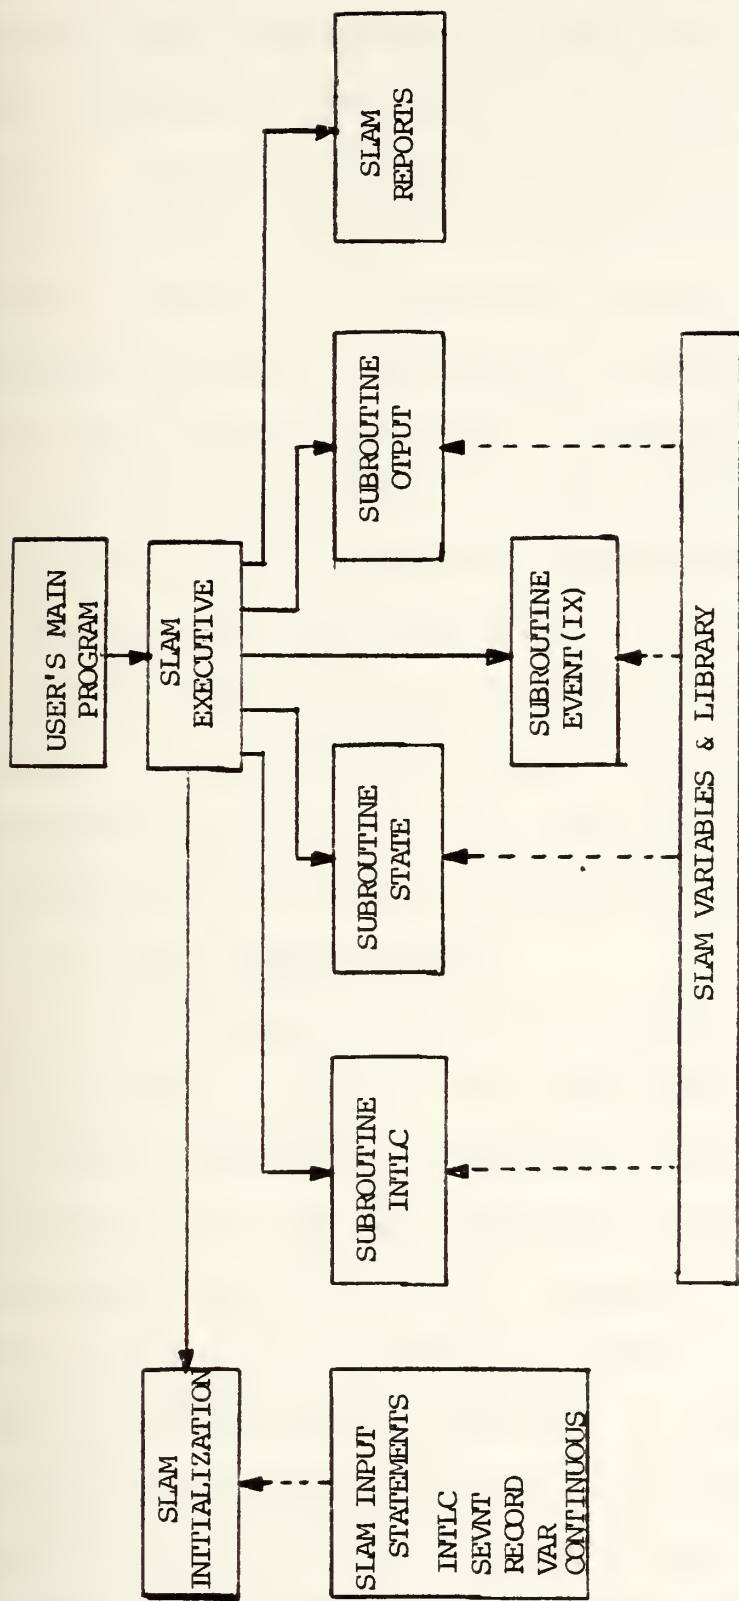 USER'S MAIN
PROGRAM
SLAM
EXECUTIVE
SLAM
INITIALIZATION
SLAM INPUT
STATEMENTS
INTLC
SEVNT
RECORD
VAR
CONTINUOUS
SUBROUTINE
INTLC
SUBROUTINE
STATE
SUBROUTINE
EVENT(IX)
SUBROUTINE
OTPUT
SLAM
REPORTS
SLAM VARIABLES & LIBRARY